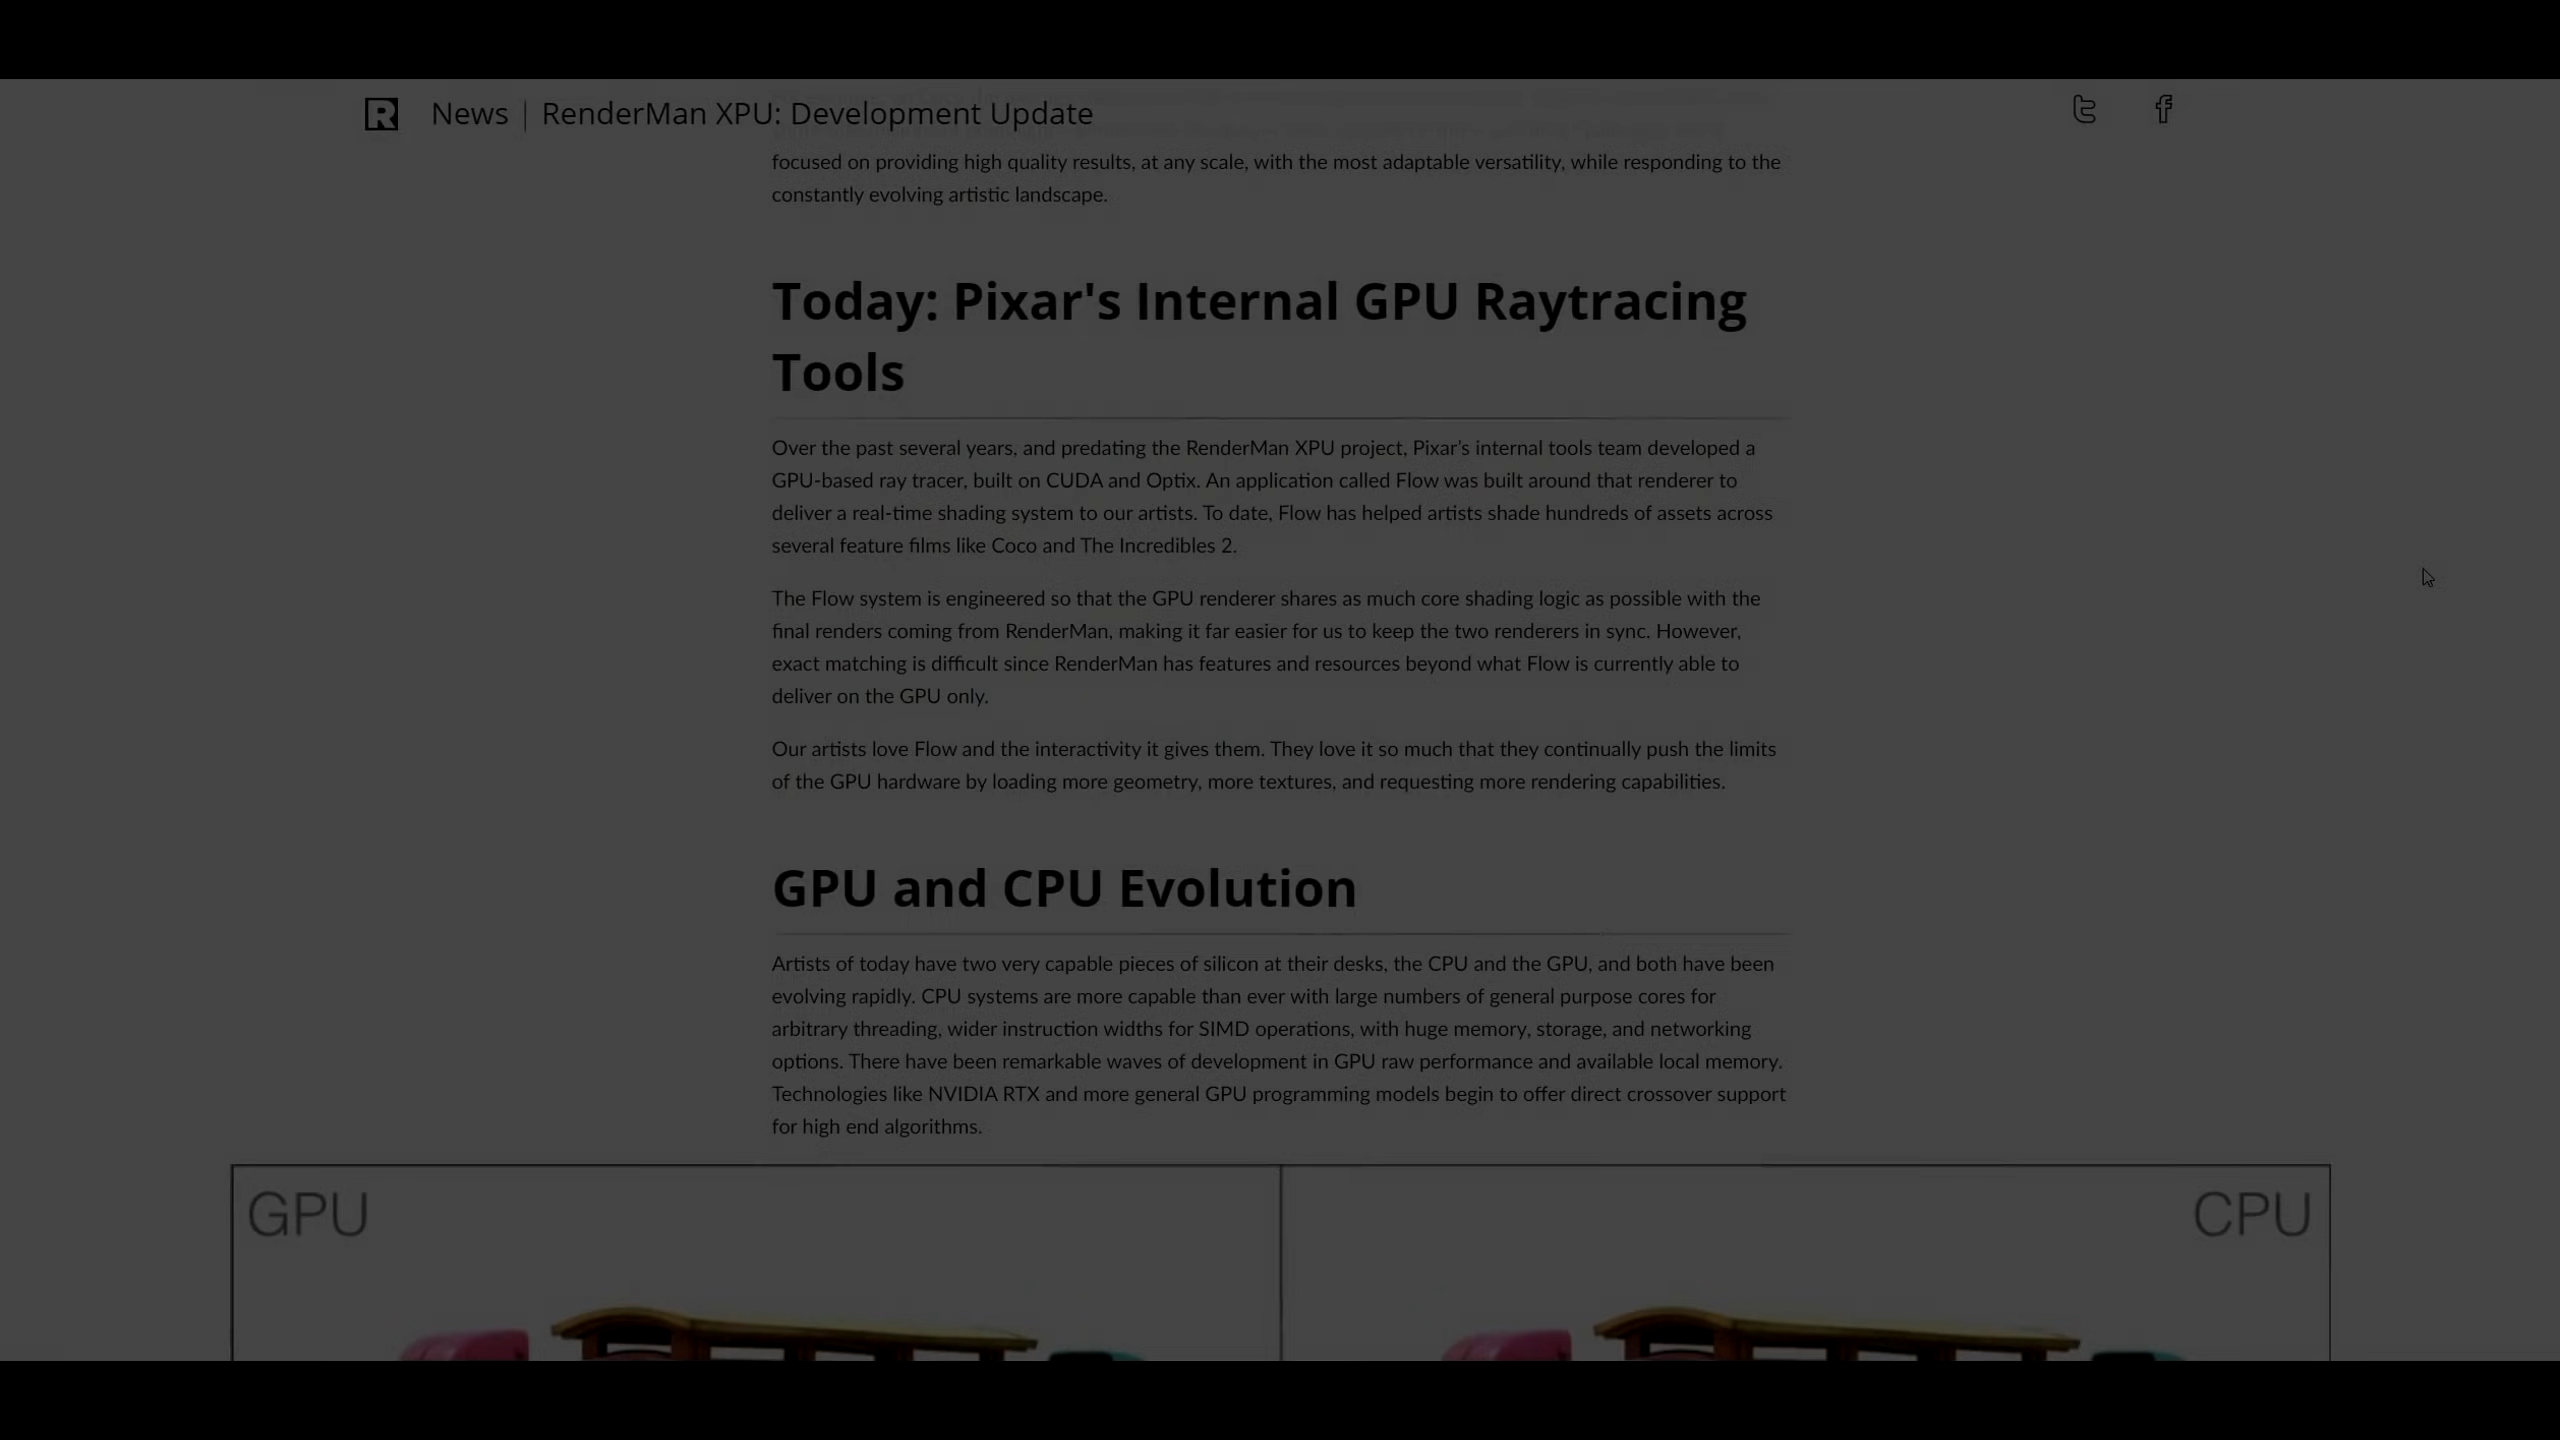 R News | RenderMan XPU: Development Update
focused on providing high quality results, at any scale, with the most adaptable versatility, while responding to the
constantly evolving artistic landscape.
Today: Pixar's Internal GPU Raytracing
Tools
Over the past several years, and predating the RenderMan XPU project, Pixar's internal tools team developed a
GPU-based ray tracer, built on CUDA and Optix. An application called Flow was built around that renderer to
deliver a real-time shading system to our artists. To date, Flow has helped artists shade hundreds of assets across
several feature films like Coco and The Incredibles 2.
The Flow system is engineered so that the GPU renderer shares as much core shading logic as possible with the
final renders coming from RenderMan, making it far easier for us to keep the two renderers in sync. However,
exact matching is difficult since RenderMan has features and resources beyond what Flow is currently able to
deliver on the GPU only.
Our artists love Flow and the interactivity it gives them. They love it so much that they continually push the limits
of the GPU hardware by loading more geometry, more textures, and requesting more rendering capabilities.
GPU and CPU Evolution
Artists of today have two very capable pieces of silicon at their desks, the CPU and the GPU, and both have been
evolving rapidly. CPU systems are more capable than ever with large numbers of general purpose cores for
arbitrary threading, wider instruction widths for SIMD operations, with huge memory, storage, and networking
options. There have been remarkable waves of development in GPU raw performance and available local memory.
Technologies like NVIDIA RTX and more general GPU programming models begin to offer direct crossover support
for high end algorithms.
GPU
CPU